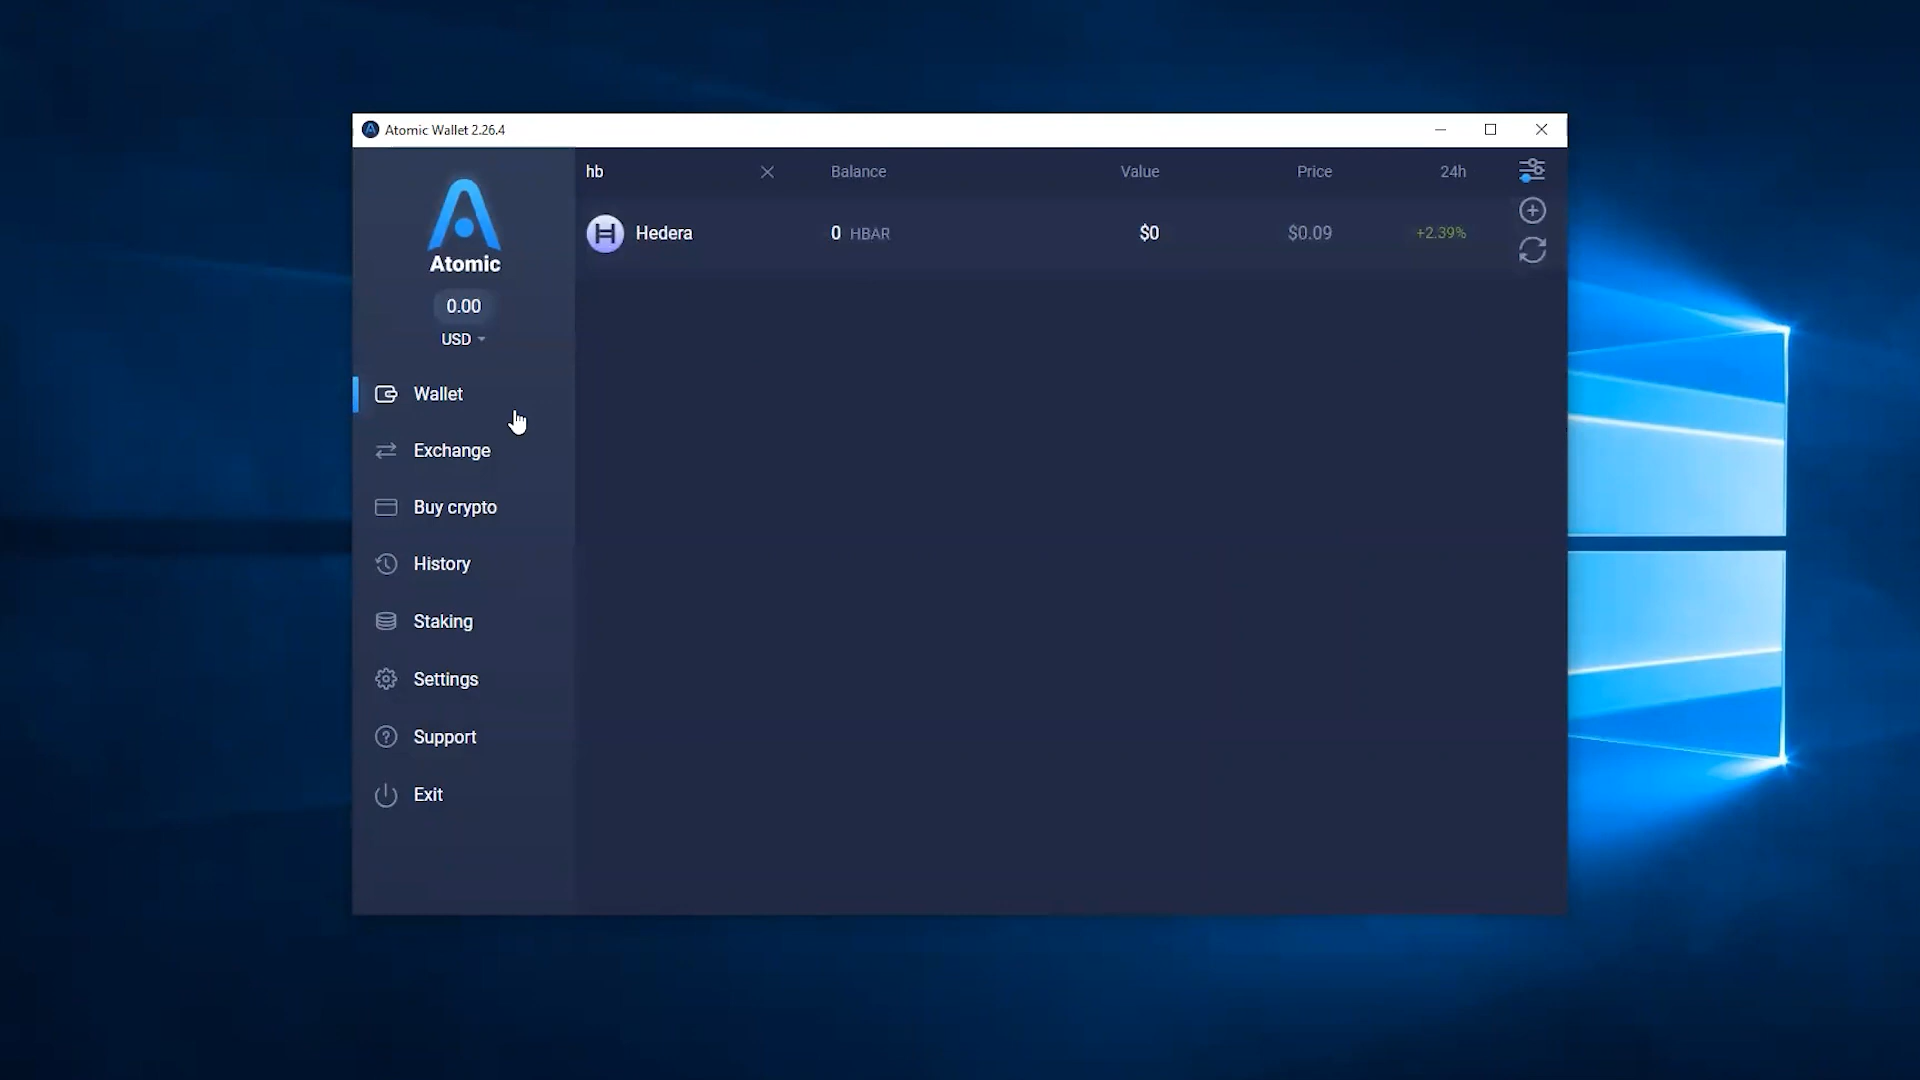 Atomic Wallet 2.26.4
hb Balance Value Price 24h
Hedera 0 HBAR $0 $0.09 +2.39%
Atomic
0.00
USD
Wallet
Exchange
Buy crypto
History
Staking
Settings
Support
Exit